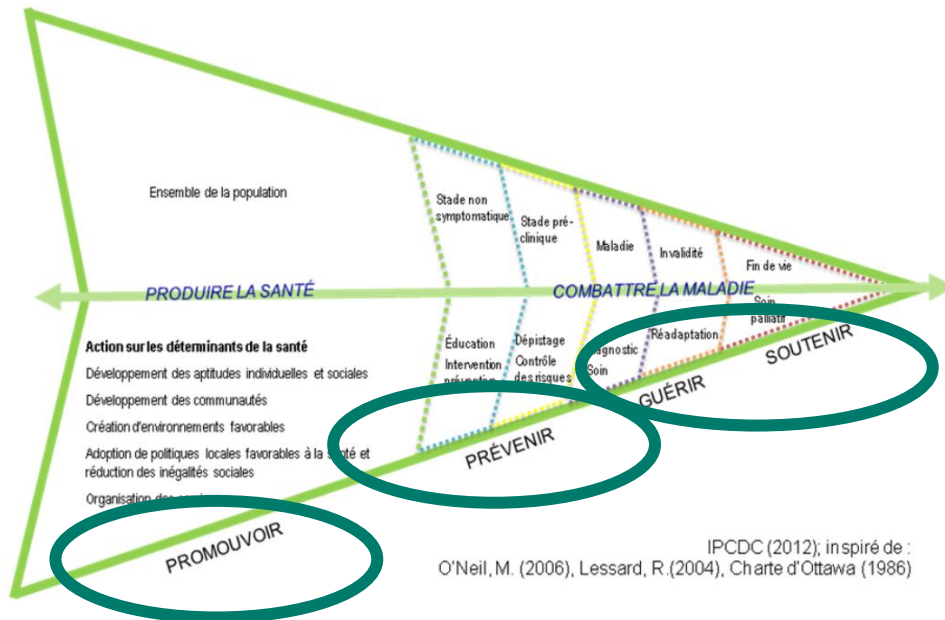 Ensemble de la population
Stade non
symptomatique
Stade pré-
clinique
Maladie
Invalidité
Fin de vie
PRODUIRE LA SANTÉ
COMBATTRE LA MALADIE
Action sur les déterminants de la santé
Développement des aptitudes individuelles et sociales
Développement des communautés
Création d'environnements favorables
Adoption de politiques locales favorables à la santé et
réduction des inégalités sociales
Organisation des
Éducation
Intervention
Dépistage
Contrôle
des risques
Soin
Réadaptation
Soin
palliatif
PROMOUVOIR
PRÉVENIR
GUÉRIR
SOUTENIR
IPCDC (2012); inspiré de :
O'Neil, M. (2006), Lessard, R.(2004), Charte d'Ottawa (1986)